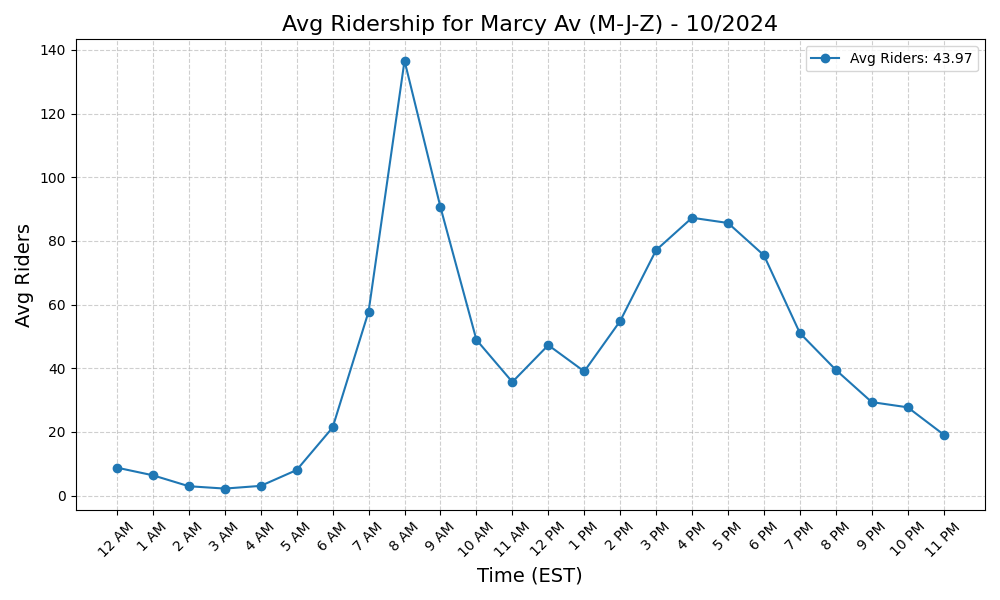 Avg Ridership for Marcy Av (M-J-Z) - 10/2024
Avg Riders: 43.97
Avg Riders
140
120
100
80
60
40
20
0
12 AM
1 AM
2 AM
3 AM
4 AM
5 AM
6 AM
7 AM
8 AM
9 AM
10 AM
11 AM
12 PM
1 PM
2 PM
3 PM
4 PM
5 PM
6 PM
7 PM
8 PM
9 PM
10 PM
11 PM
Time (EST)